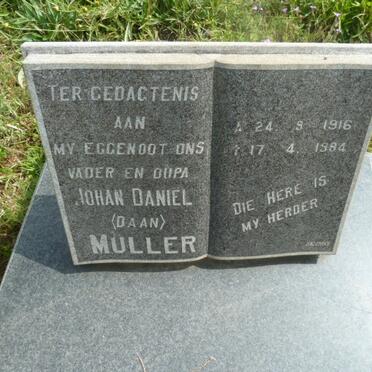 TER GEDAGTENIS
AAN
MY EGGENOOT ONS
VADER EN OUPA
JOHAN DANIEL
(DAAN)
MULLER
24. 9. 1916
17. 4. 1984
DIE HERE IS
MY HERDER